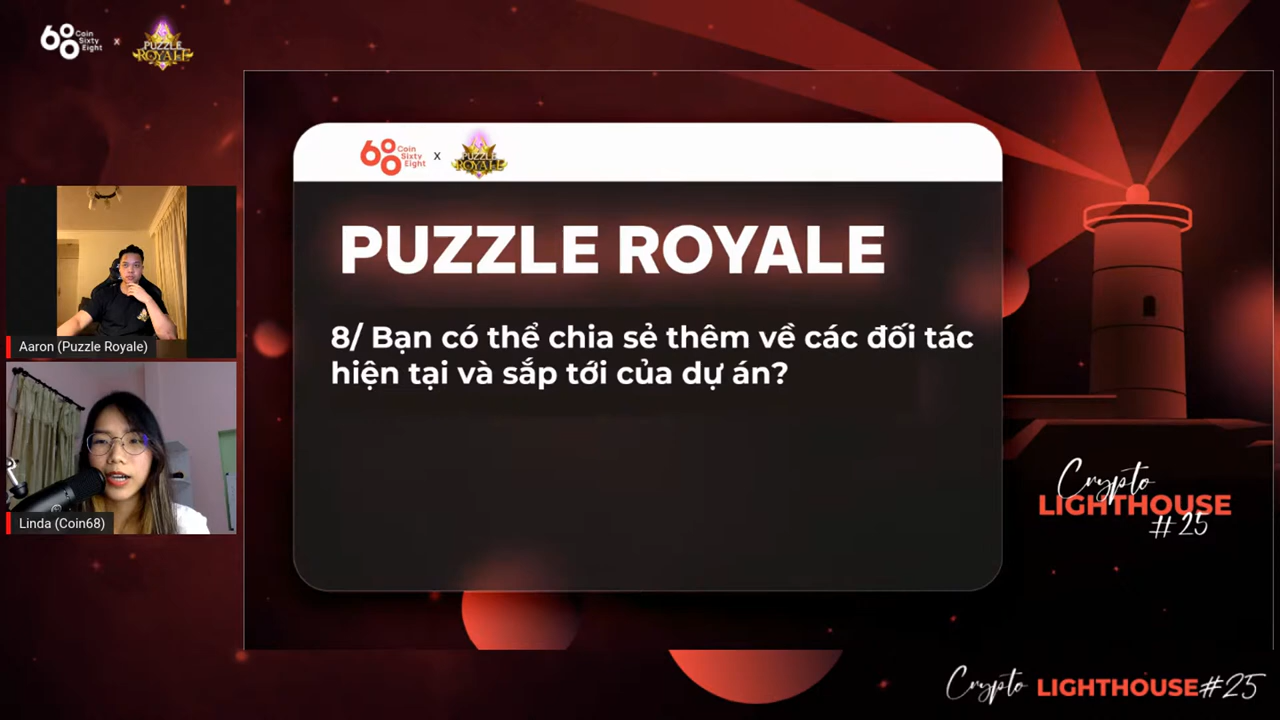 68 Coin Sixty Eight x PUZZLE ROYALE
68 Coin Sixty Eight x PUZZLE ROYALE
PUZZLE ROYALE
8/ Bạn có thể chia sẻ thêm về các đối tác
hiện tại và sắp tới của dự án?
Aaron (Puzzle Royale)
Linda (Coin68)
Crypto
LIGHTHOUSE
#25
Crypto LIGHTHOUSE #25